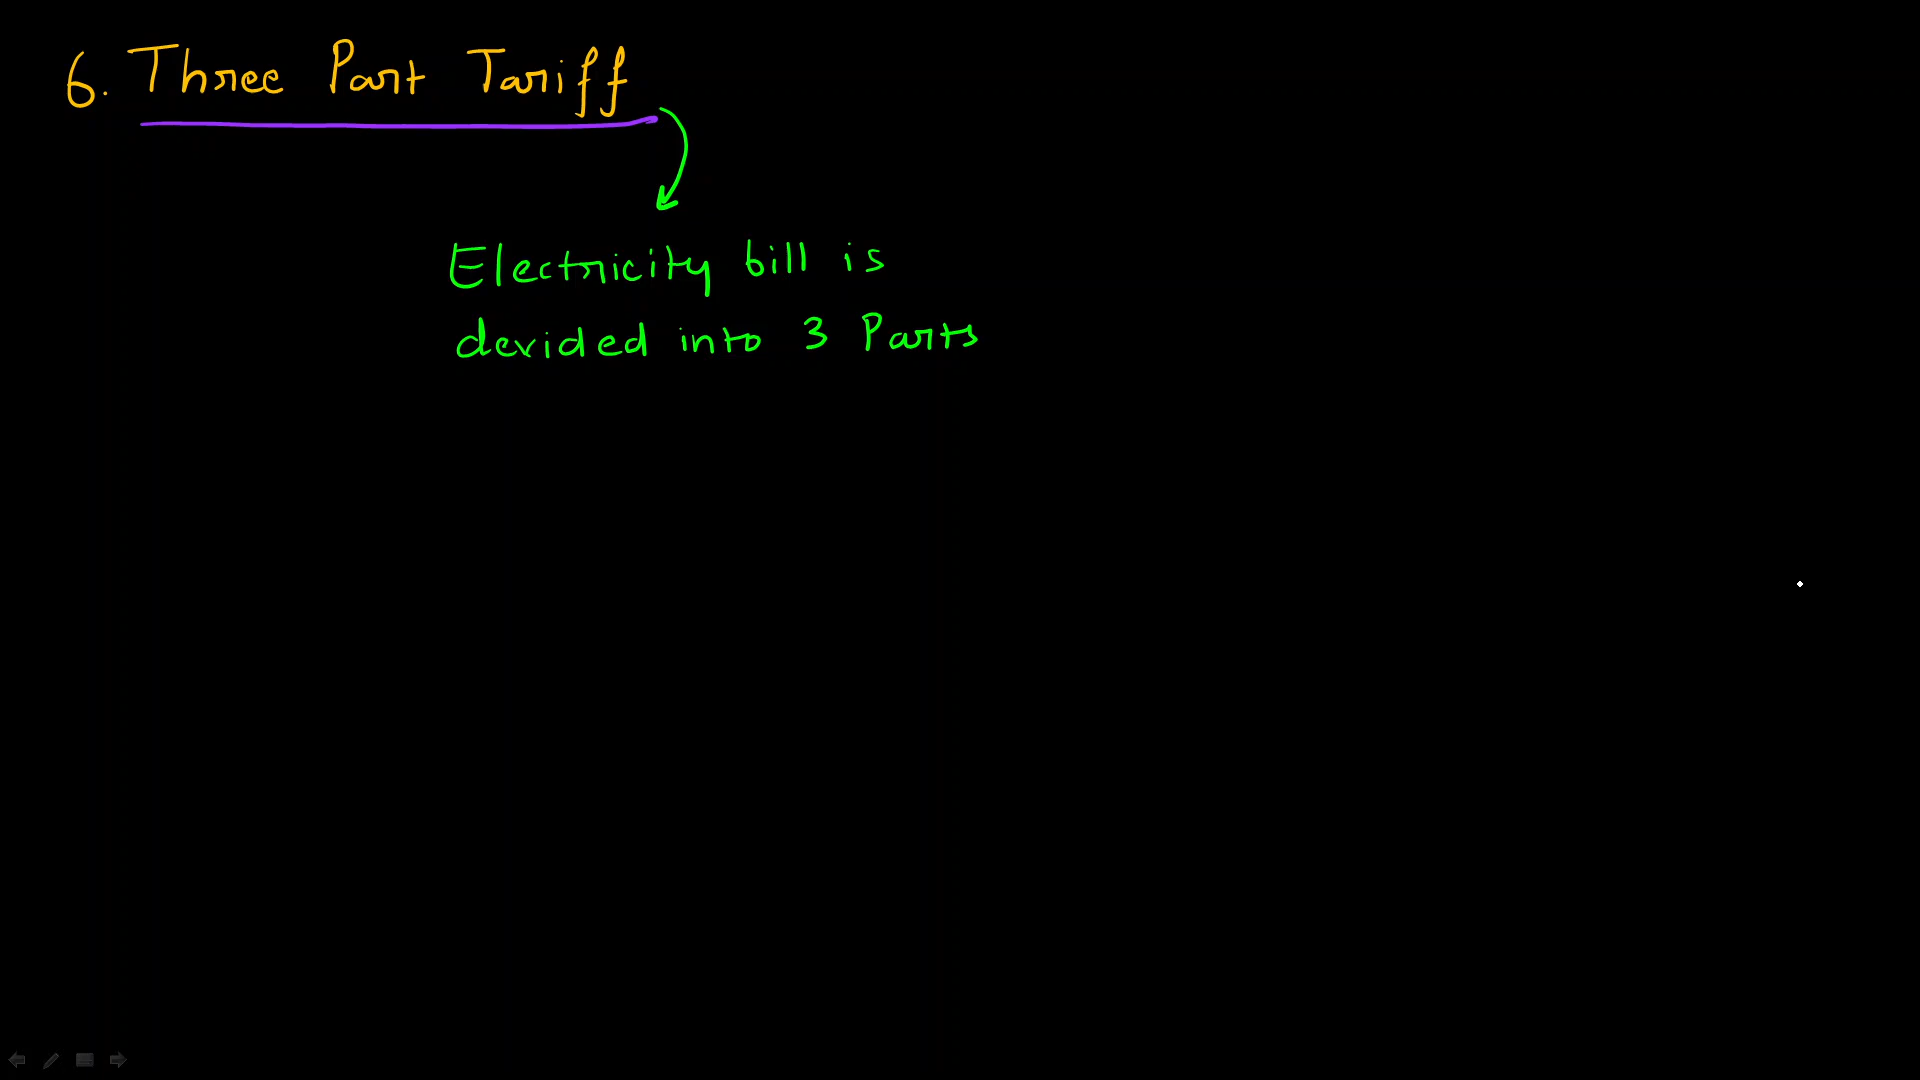 6. Three Part Tariff
Electricity bill is
devided into 3 Parts